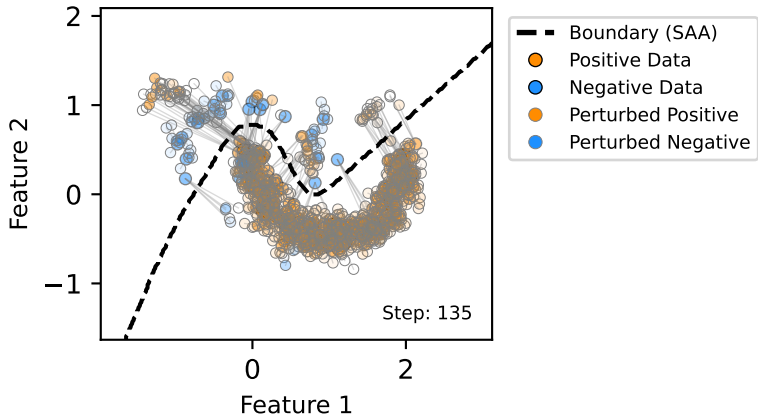 2
1
0
−1
Feature 2
0
2
Feature 1
Step: 135
Boundary (SAA)
Positive Data
Negative Data
Perturbed Positive
Perturbed Negative